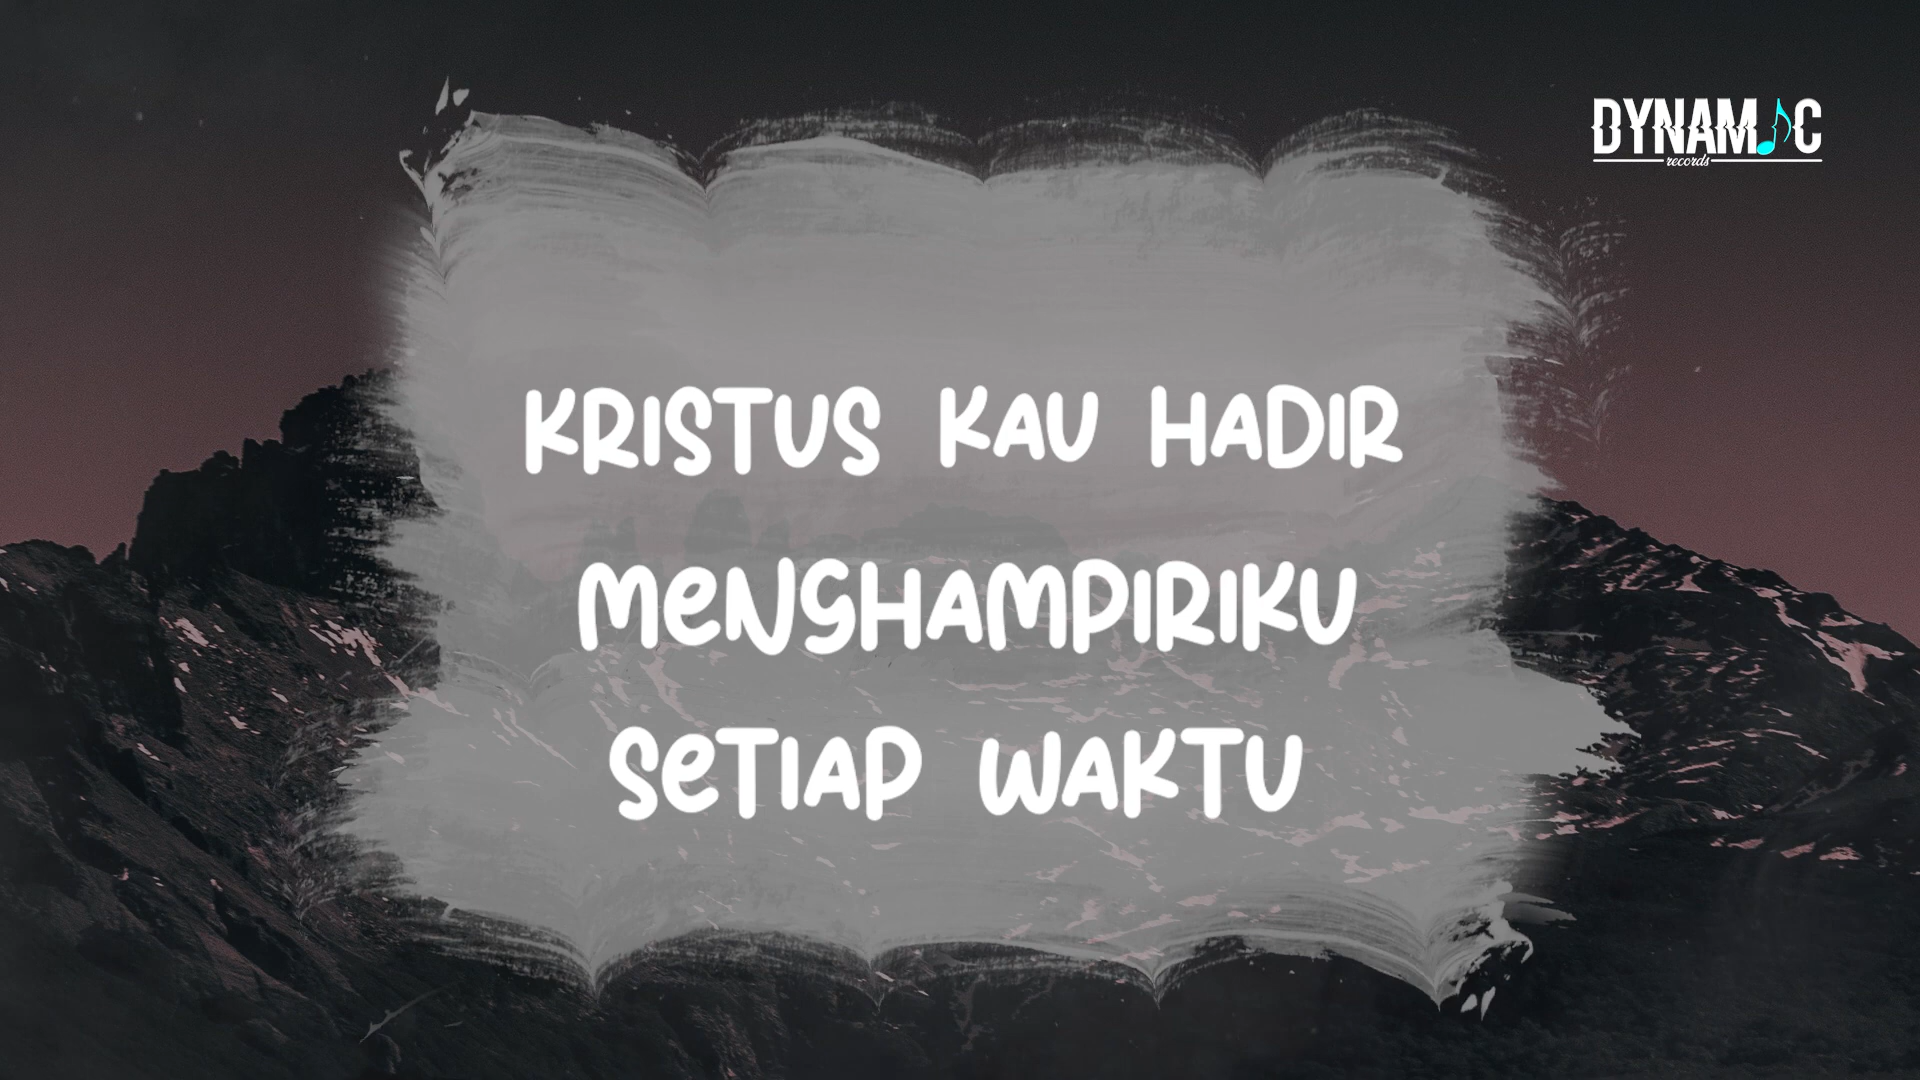 DYNAMIC
records
KRISTUS KAU HADIR
MENGHAMPIRIKU
SETIAP WAKTU